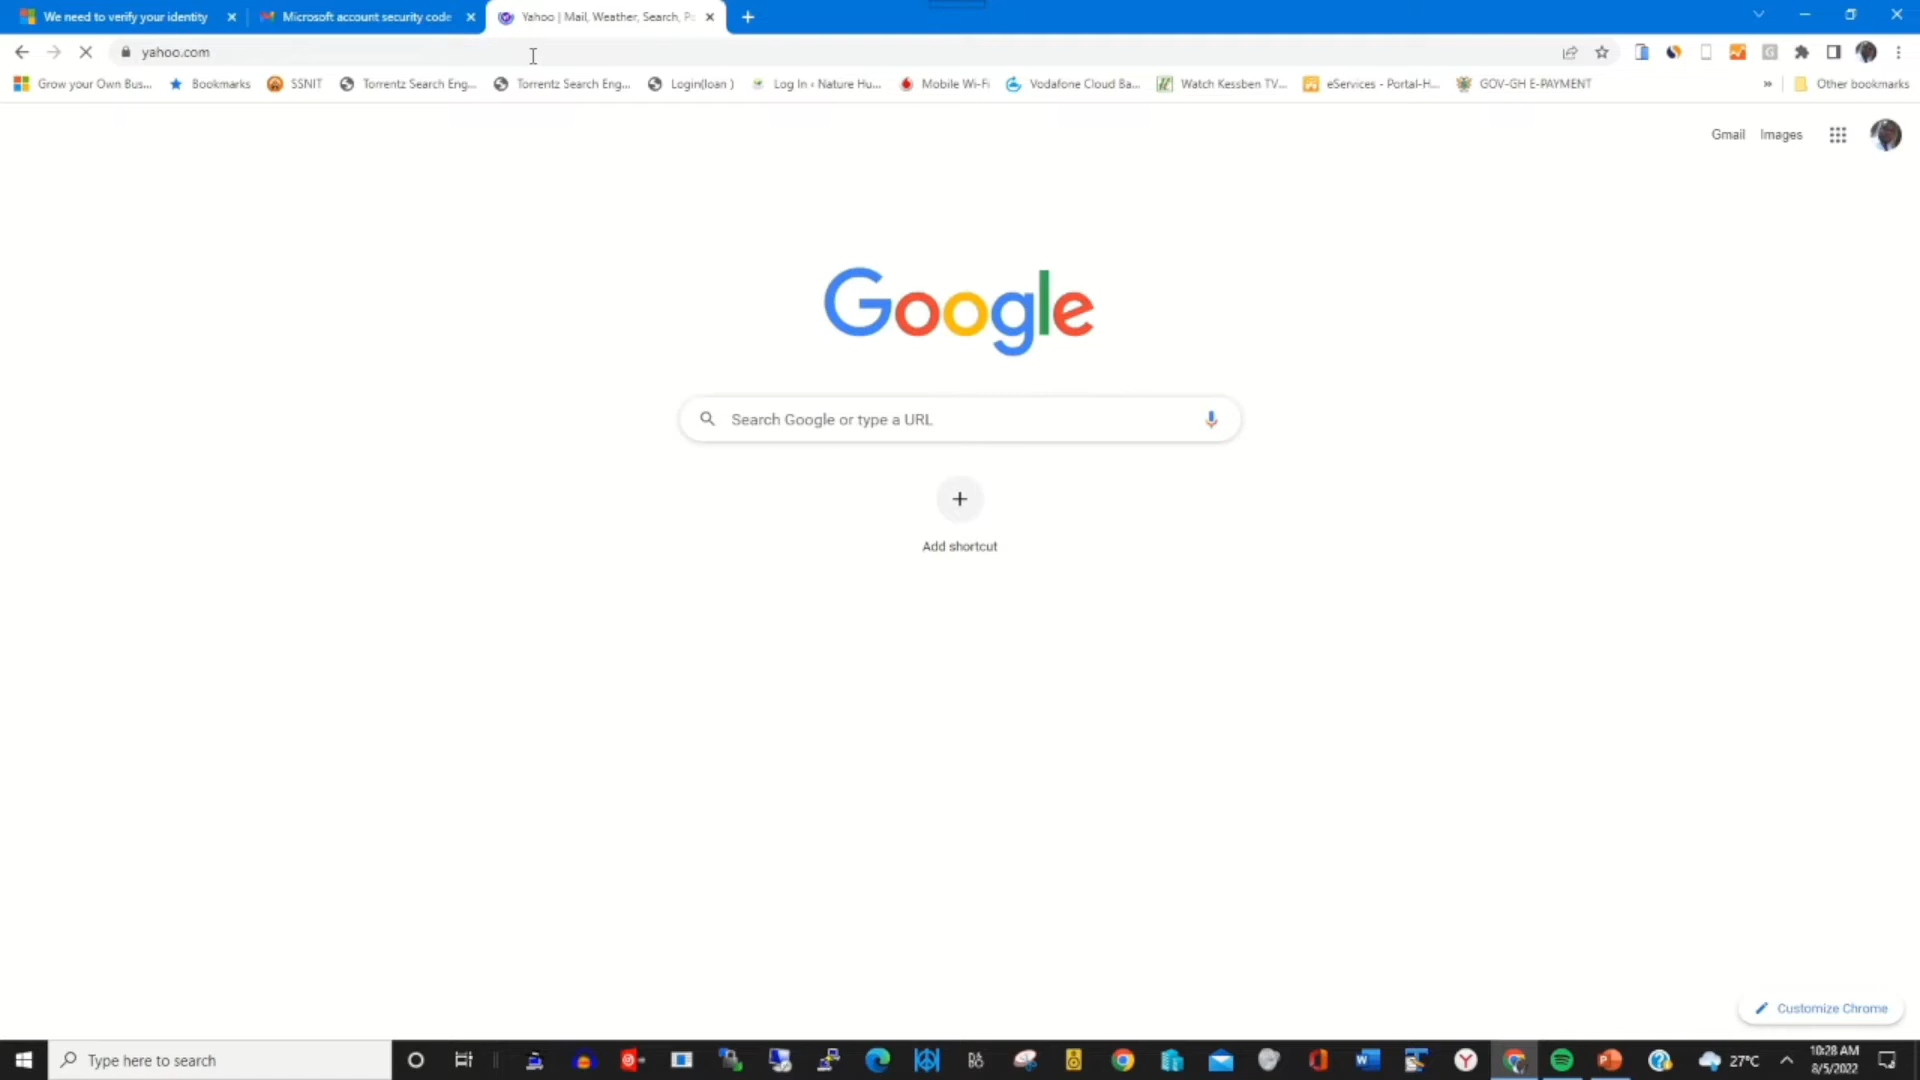 We need to verify your identity
Microsoft account security code
Yahoo | Mail, Weather, Search, Po
yahoo.com
Grow your Own Bus...
Bookmarks
SSNIT
Torrentz Search Eng...
Torrentz Search Eng...
Login(loan )
Log In ‹ Nature Hu...
Mobile Wi-Fi
Vodafone Cloud Ba...
Watch Kessben TV...
eServices - Portal-H...
GOV-GH E-PAYMENT
»
Other bookmarks
Gmail
Images
Google
Search Google or type a URL
Add shortcut
Customize Chrome
Type here to search
27°C
10:28 AM
8/5/2022